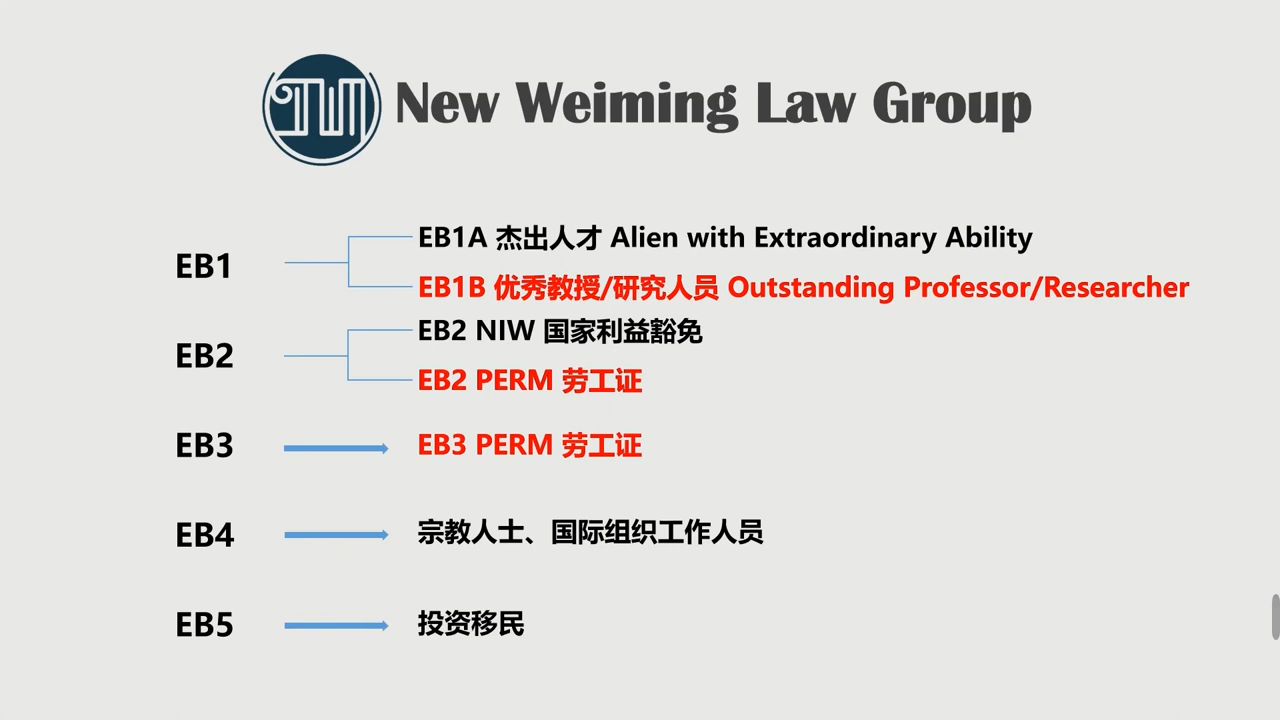 New Weiming Law Group
EB1
EB1A 杰出人才 Alien with Extraordinary Ability
EB1B 优秀教授/研究人员 Outstanding Professor/Researcher
EB2
EB2 NIW 国家利益豁免
EB2 PERM 劳工证
EB3
EB3 PERM 劳工证
EB4
宗教人士、国际组织工作人员
EB5
投资移民